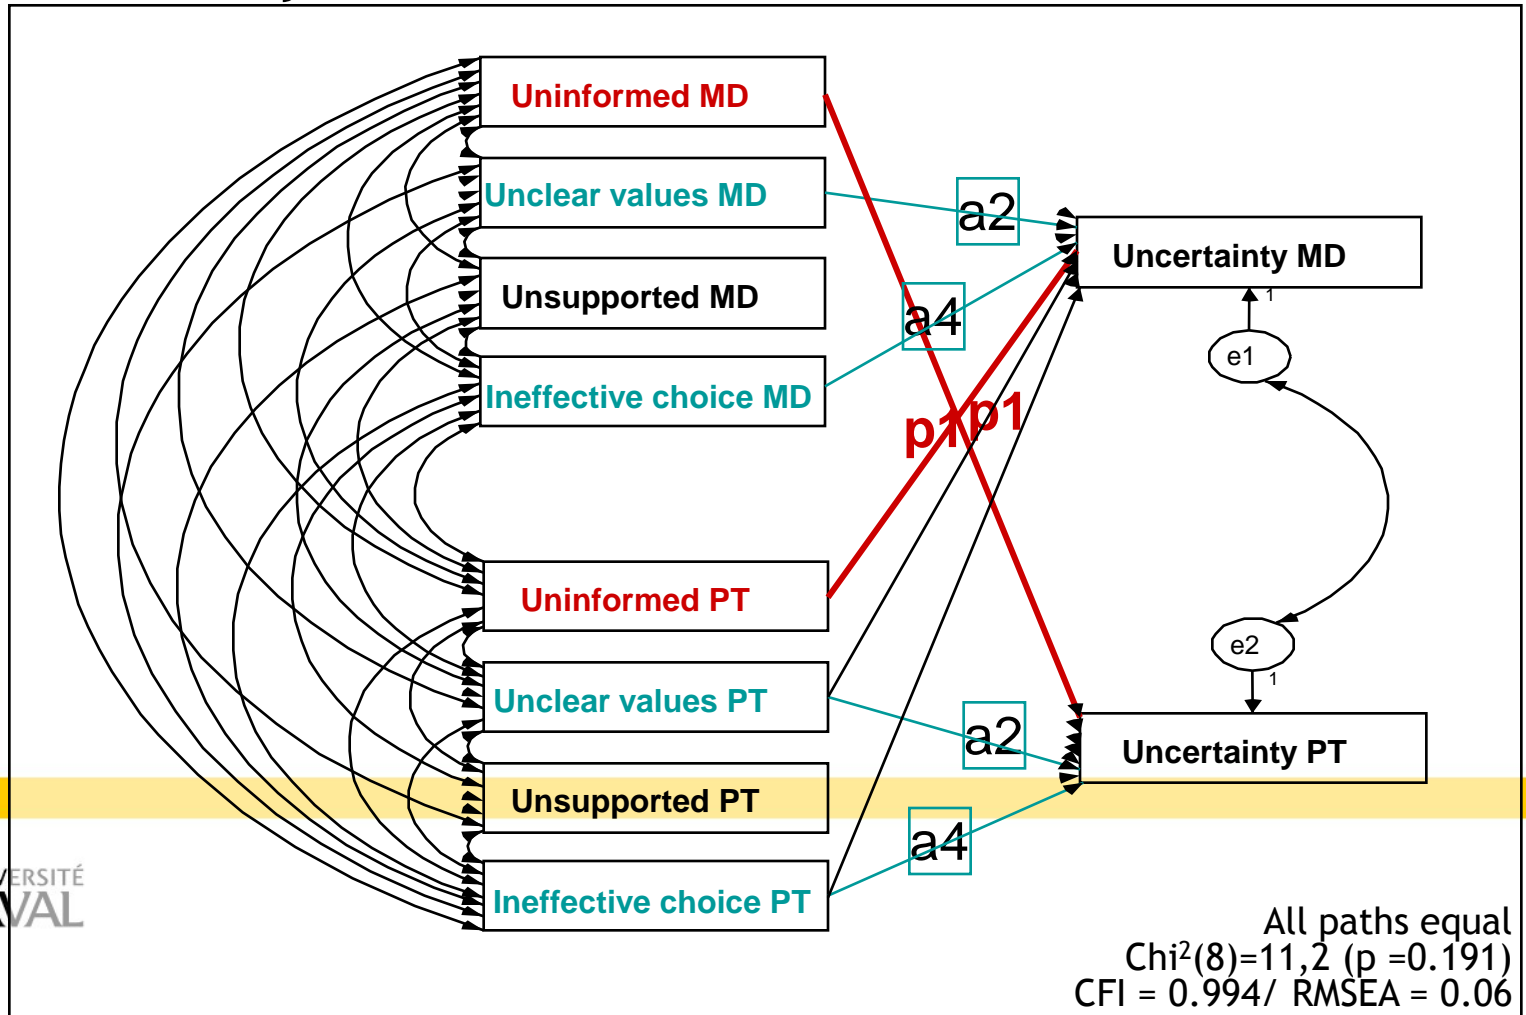 Uninformed MD
Unclear values MD
a2
Uncertainty MD
Unsupported MD
1
a4
e1
Ineffective choice MD
p1
p1
Uninformed PT
e2
1
Unclear values PT
a2
Uncertainty PT
Unsupported PT
a4
ERSITÉ
Ineffective choice PT
VAL
All paths equal
Chi²(8)=11,2 (p =0.191)
CFI = 0.994/ RMSEA = 0.06